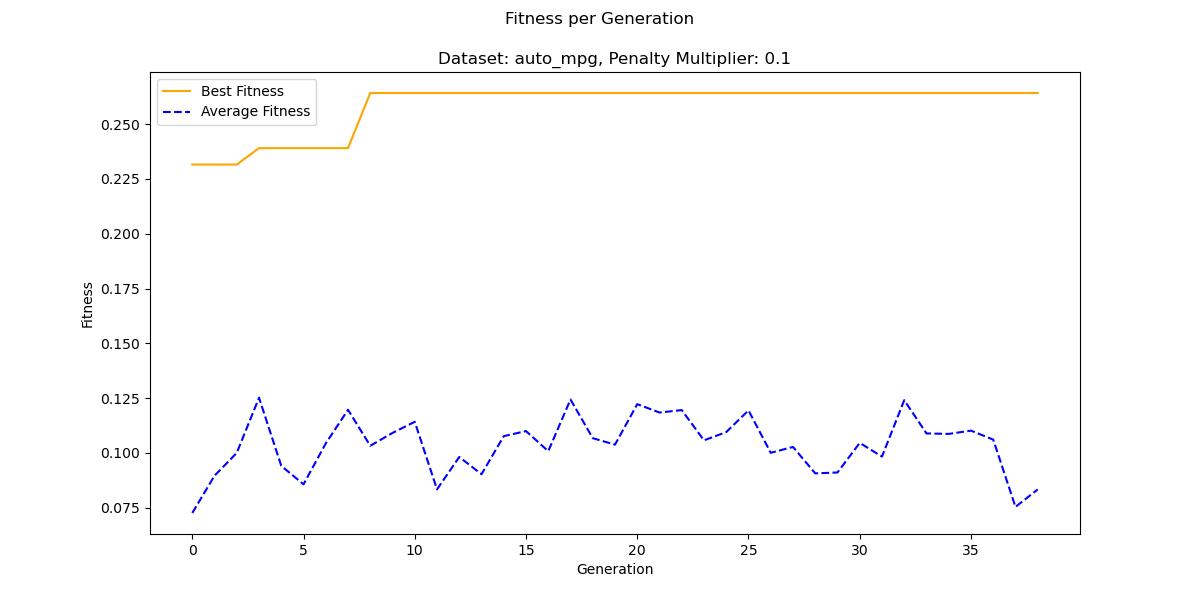 Fitness per Generation
Dataset: auto_mpg, Penalty Multiplier: 0.1
Best Fitness
Average Fitness
0.250
0.225
0.200
0.175
0.150
0.125
0.100
0.075
Fitness
0 5 10 15 20 25 30 35
Generation